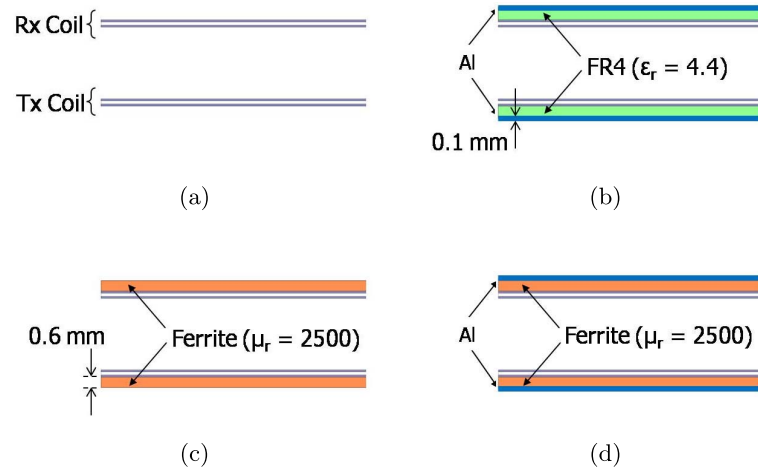 Rx Coil
Tx Coil
(a)
Al
FR4 (εr = 4.4)
0.1 mm
(b)
0.6 mm
Ferrite (μr = 2500)
(c)
Al
Ferrite (μr = 2500)
(d)